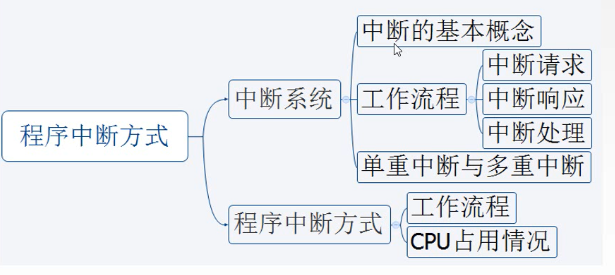 程序中断方式
中断系统
中断的基本概念
工作流程
中断请求
中断响应
中断处理
单重中断与多重中断
程序中断方式
工作流程
CPU占用情况